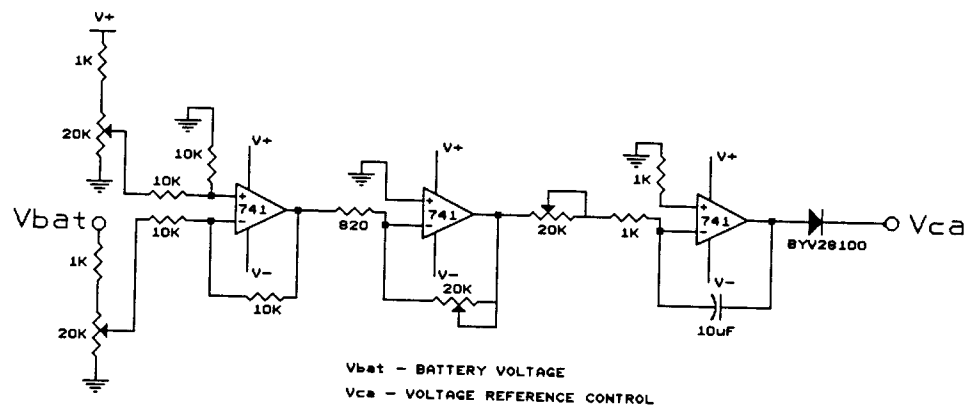 V+
1K
20K
10K
10K
V+
+
741
-
V-
10K
Vbat
10K
1K
20K
820
V+
+
741
-
V-
20K
20K
1K
1K
V+
+
741
-
V-
10uF
BYV28100
Vca
Vbat - BATTERY VOLTAGE
Vca - VOLTAGE REFERENCE CONTROL